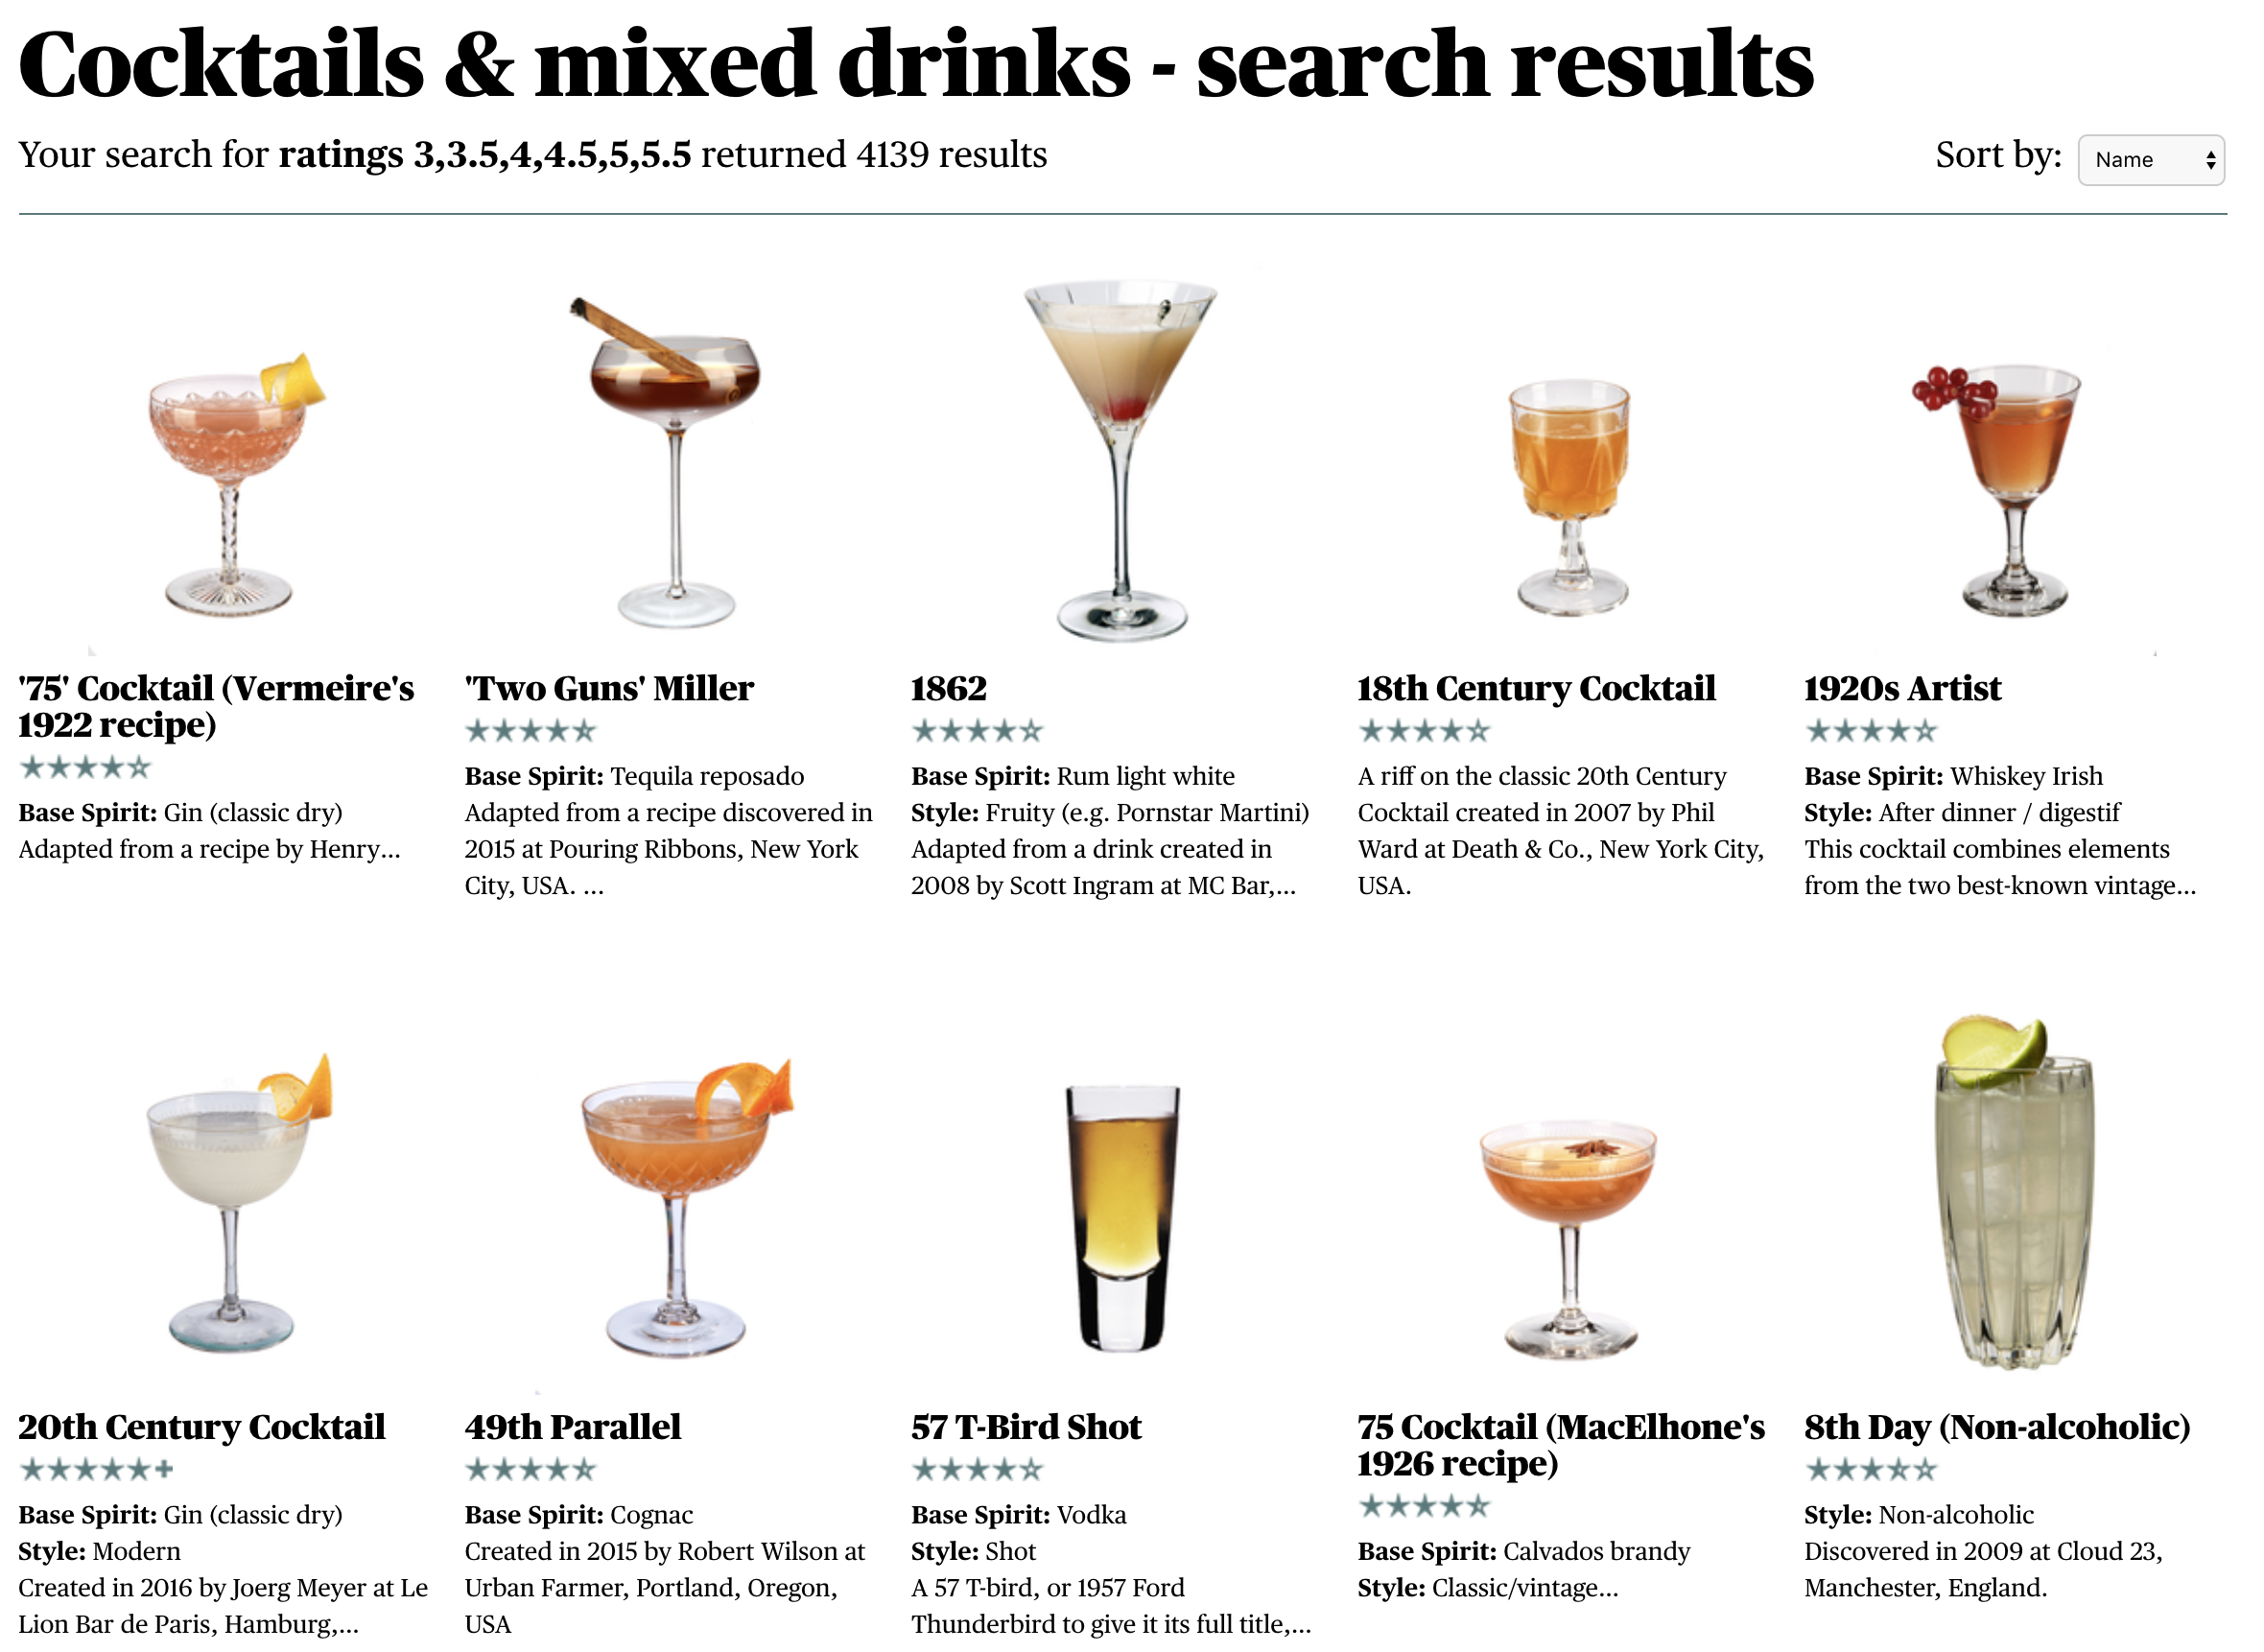 Cocktails & mixed drinks - search results
Your search for ratings 3,3.5,4,4.5,5,5.5 returned 4139 results
Sort by: Name
'75' Cocktail (Vermeire's
1922 recipe)
Base Spirit: Gin (classic dry)
Adapted from a recipe by Henry...
'Two Guns' Miller
Base Spirit: Tequila reposado
Adapted from a recipe discovered in
2015 at Pouring Ribbons, New York
City, USA. ...
1862
Base Spirit: Rum light white
Style: Fruity (e.g. Pornstar Martini)
Adapted from a drink created in
2008 by Scott Ingram at MC Bar,...
18th Century Cocktail
A riff on the classic 20th Century
Cocktail created in 2007 by Phil
Ward at Death & Co., New York City,
USA.
1920s Artist
Base Spirit: Whiskey Irish
Style: After dinner / digestif
This cocktail combines elements
from the two best-known vintage...
20th Century Cocktail
Base Spirit: Gin (classic dry)
Style: Modern
Created in 2016 by Joerg Meyer at Le
Lion Bar de Paris, Hamburg,...
49th Parallel
Base Spirit: Cognac
Created in 2015 by Robert Wilson at
Urban Farmer, Portland, Oregon,
USA
57 T-Bird Shot
Base Spirit: Vodka
Style: Shot
A 57 T-bird, or 1957 Ford
Thunderbird to give it its full title,...
75 Cocktail (MacElhone's
1926 recipe)
Base Spirit: Calvados brandy
Style: Classic/vintage...
8th Day (Non-alcoholic)
Style: Non-alcoholic
Discovered in 2009 at Cloud 23,
Manchester, England.